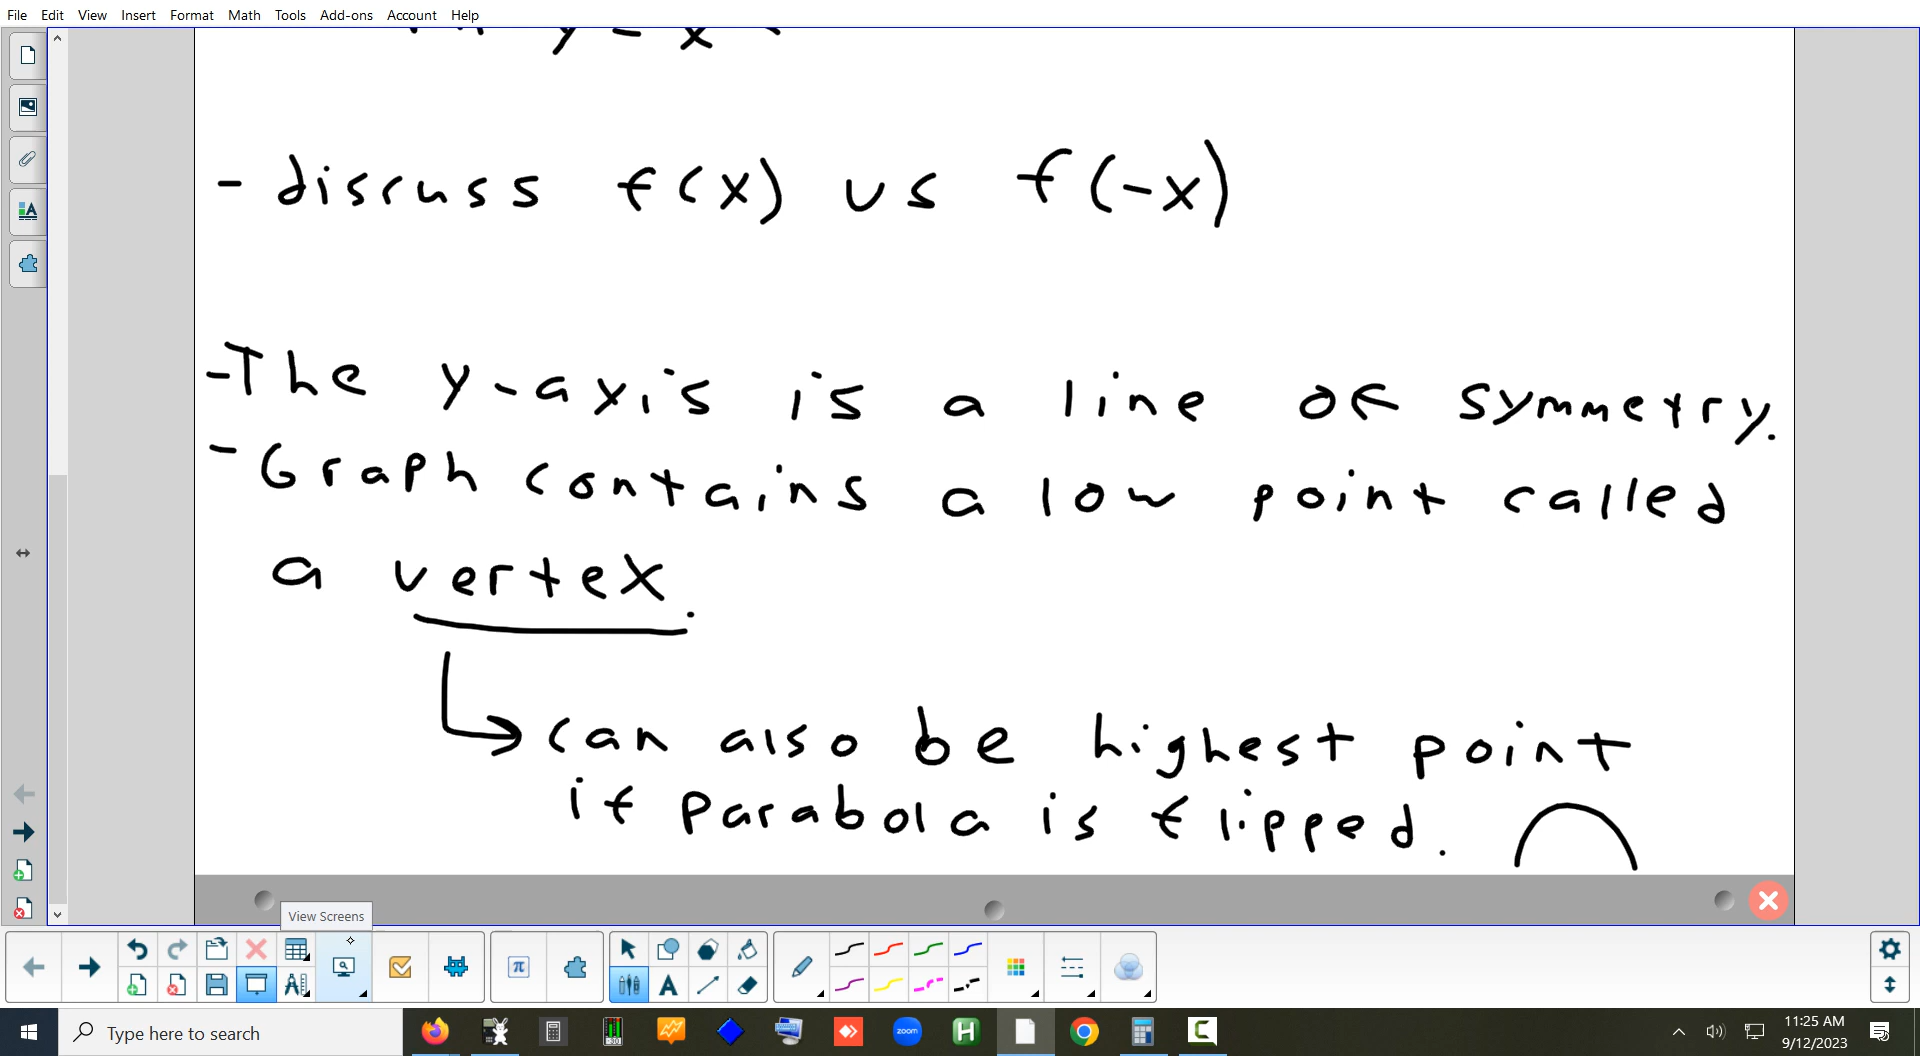 File Edit View Insert Format Math Tools Add-ons Account Help
y = x
- discuss f(x) vs f(-x)
- The y-axis is a line of symmetry.
- Graph contains a low point called
a vertex.
can also be highest point
if parabola is flipped.
View Screens
π
A
Type here to search
zoom
H
C
11:25 AM
9/12/2023